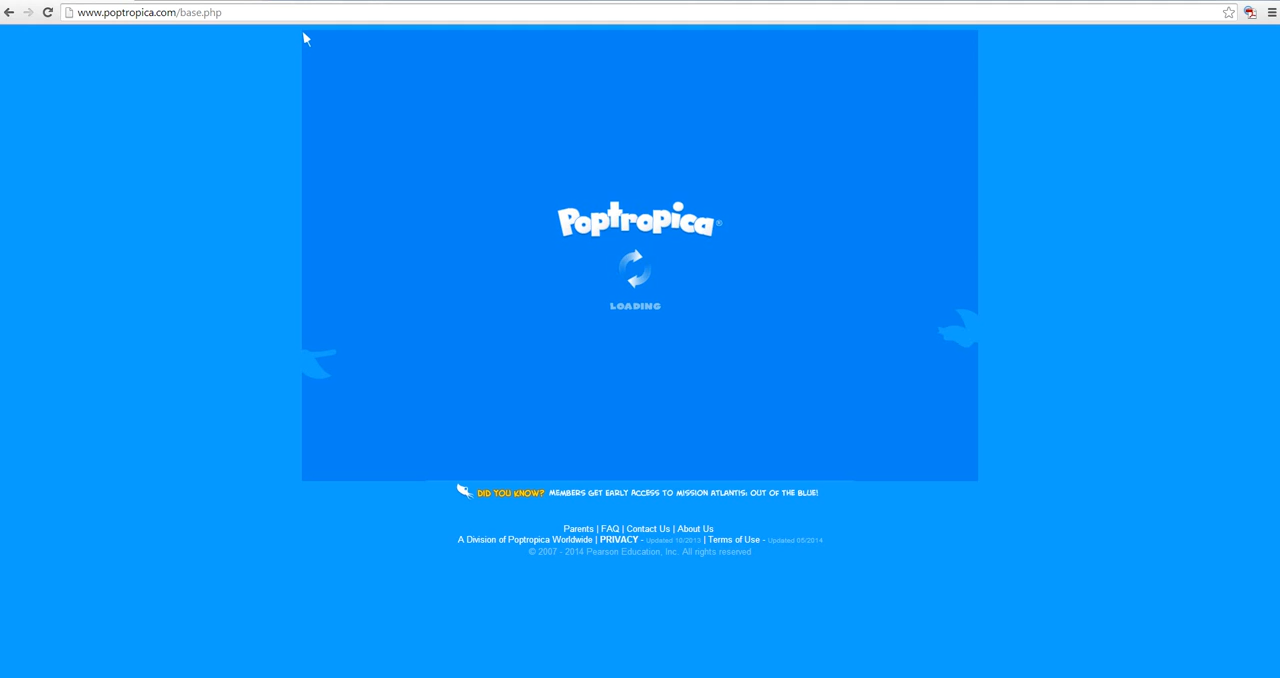 www.poptropica.com/base.php
Poptropica®
LOADING
DID YOU KNOW? MEMBERS GET EARLY ACCESS TO MISSION ATLANTIS: OUT OF THE BLUE!
Parents | FAQ | Contact Us | About Us
A Division of Poptropica Worldwide | PRIVACY - Updated 10/2013 | Terms of Use - Updated 05/2014
© 2007 - 2014 Pearson Education, Inc. All rights reserved